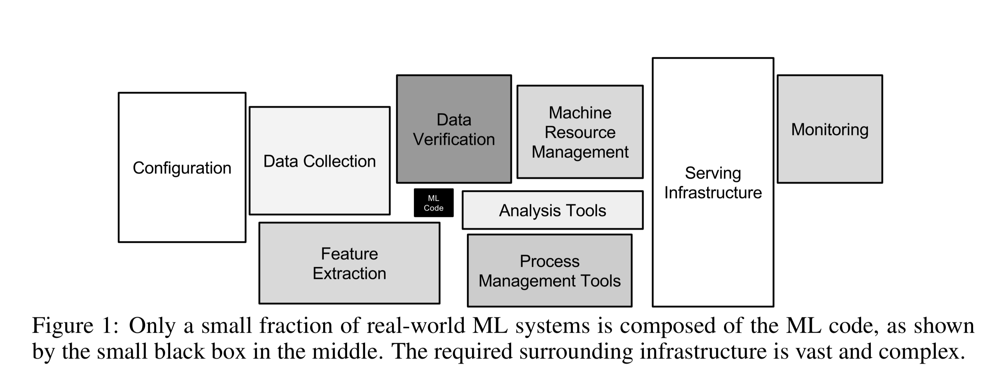 Configuration
Data Collection
Data
Verification
Machine
Resource
Management
Serving
Infrastructure
Monitoring
ML
Code
Analysis Tools
Feature
Extraction
Process
Management Tools
Figure 1: Only a small fraction of real-world ML systems is composed of the ML code, as shown
by the small black box in the middle. The required surrounding infrastructure is vast and complex.